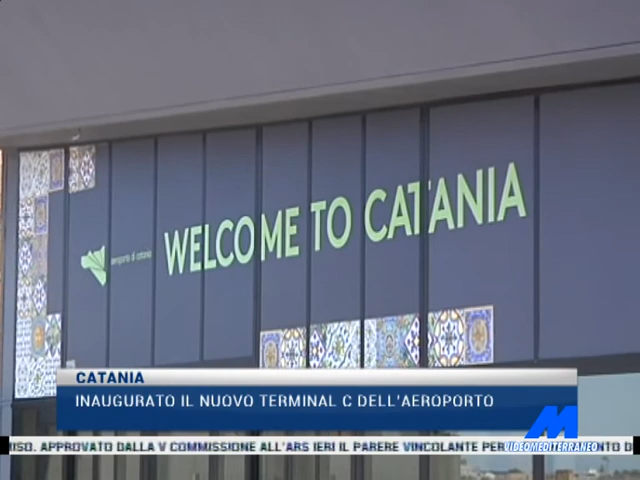 WELCOME TO CATANIA
aeroporto di catania
CATANIA
INAUGURATO IL NUOVO TERMINAL C DELL'AEROPORTO
VIDEOMEDITERRANEO
APPROVATO DALLA V COMMISSIONE ALL'ARS IERI IL PARERE VINCOLANTE PER